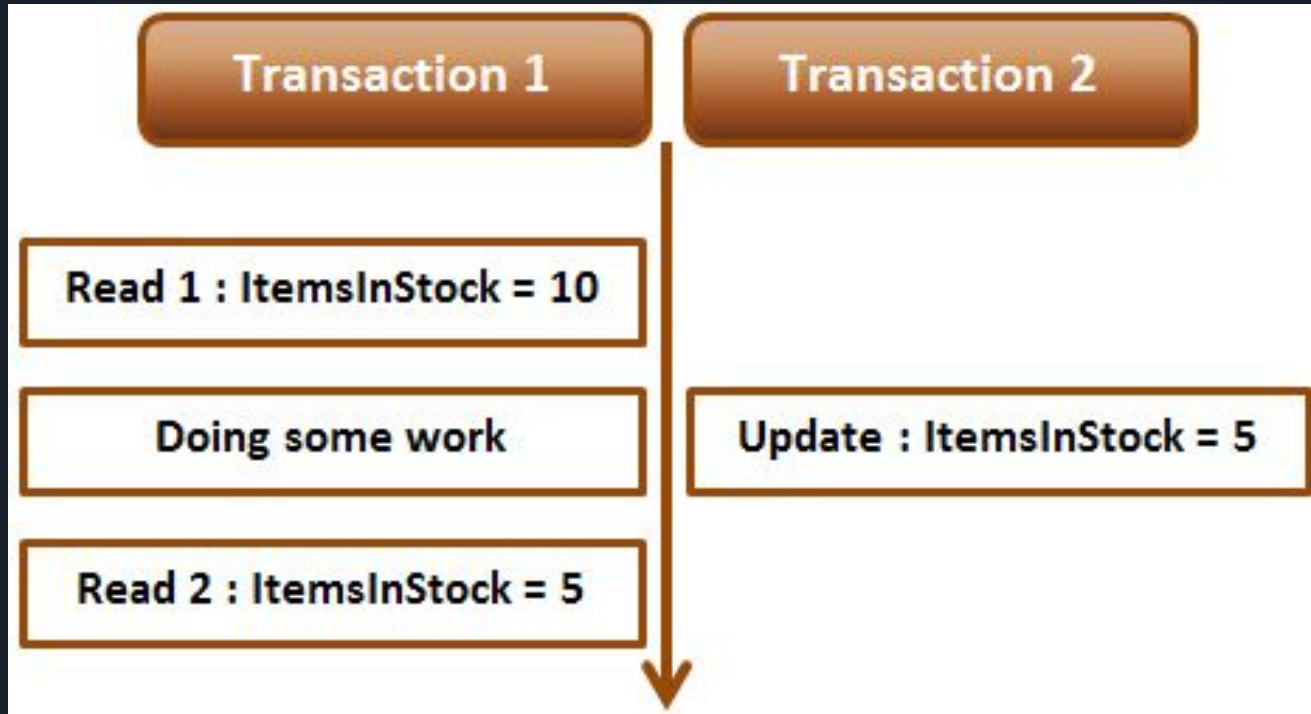 Transaction 1
Transaction 2
Read 1 : ItemsInStock = 10
Doing some work
Update : ItemsInStock = 5
Read 2 : ItemsInStock = 5